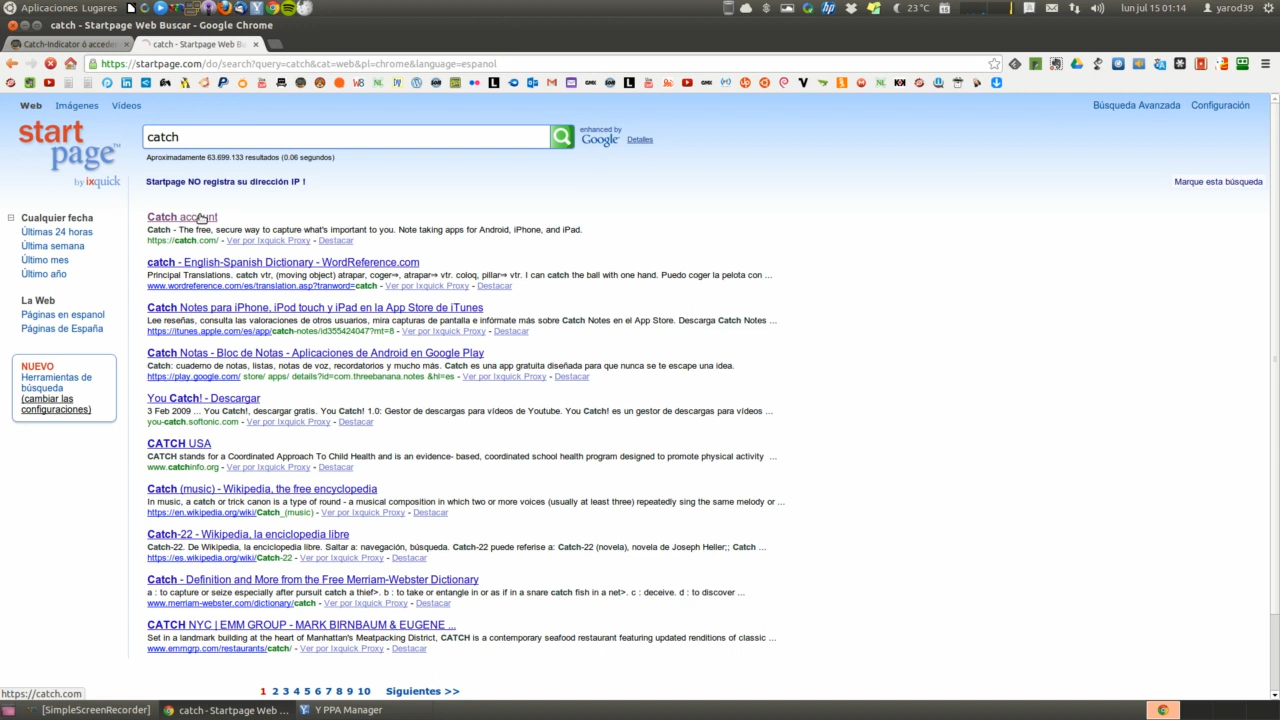 Aplicaciones Lugares
23 °C
lun jul 15 01:14
yarod39
catch - Startpage Web Buscar - Google Chrome
Catch-Indicator ó accede
catch - Startpage Web Bu
https://startpage.com/do/search?query=catch&cat=web&pl=chrome&language=espanol
Web Imágenes Vídeos
Búsqueda Avanzada Configuración
start
page
by ixquick
catch
enhanced by
Google
Detalles
Aproximadamente 63.699.133 resultados (0.06 segundos)
Startpage NO registra su dirección IP !
Marque esta búsqueda
Cualquier fecha
Últimas 24 horas
Última semana
Último mes
Último año
La Web
Páginas en espanol
Páginas de España
NUEVO
Herramientas de
búsqueda
(cambiar las
configuraciones)
Catch account
Catch - The free, secure way to capture what's important to you. Note taking apps for Android, iPhone, and iPad.
https://catch.com/ - Ver por Ixquick Proxy - Destacar
catch - English-Spanish Dictionary - WordReference.com
Principal Translations. catch vtr, (moving object) atrapar, coger⇒, atrapar⇒ vtr. coloq, pillar⇒ vtr. I can catch the ball with one hand. Puedo coger la pelota con ...
www.wordreference.com/es/translation.asp?tranword=catch - Ver por Ixquick Proxy - Destacar
Catch Notes para iPhone, iPod touch y iPad en la App Store de iTunes
Lee reseñas, consulta las valoraciones de otros usuarios, mira capturas de pantalla e infórmate más sobre Catch Notes en el App Store. Descarga Catch Notes ...
https://itunes.apple.com/es/app/catch-notes/id355424047?mt=8 - Ver por Ixquick Proxy - Destacar
Catch Notas - Bloc de Notas - Aplicaciones de Android en Google Play
Catch: cuaderno de notas, listas, notas de voz, recordatorios y mucho más. Catch es una app gratuita diseñada para que nunca se te escape una idea.
https://play.google.com/ store/ apps/ details?id=com.threebanana.notes &hl=es - Ver por Ixquick Proxy - Destacar
You Catch! - Descargar
3 Feb 2009 ... You Catch!, descargar gratis. You Catch! 1.0: Gestor de descargas para vídeos de Youtube. You Catch! es un gestor de descargas para vídeos ...
you-catch.softonic.com - Ver por Ixquick Proxy - Destacar
CATCH USA
CATCH stands for a Coordinated Approach To Child Health and is an evidence- based, coordinated school health program designed to promote physical activity ...
www.catchinfo.org - Ver por Ixquick Proxy - Destacar
Catch (music) - Wikipedia, the free encyclopedia
In music, a catch or trick canon is a type of round - a musical composition in which two or more voices (usually at least three) repeatedly sing the same melody or ...
https://en.wikipedia.org/wiki/Catch_(music) - Ver por Ixquick Proxy - Destacar
Catch-22 - Wikipedia, la enciclopedia libre
Catch-22. De Wikipedia, la enciclopedia libre. Saltar a: navegación, búsqueda. Catch-22 puede referise a: Catch-22 (novela), novela de Joseph Heller;; Catch ...
https://es.wikipedia.org/wiki/Catch-22 - Ver por Ixquick Proxy - Destacar
Catch - Definition and More from the Free Merriam-Webster Dictionary
a : to capture or seize especially after pursuit catch a thief>. b : to take or entangle in or as if in a snare catch fish in a net>. c : deceive. d : to discover ...
www.merriam-webster.com/dictionary/catch - Ver por Ixquick Proxy - Destacar
CATCH NYC | EMM GROUP - MARK BIRNBAUM & EUGENE ...
Set in a landmark building at the heart of Manhattan's Meatpacking District, CATCH is a contemporary seafood restaurant featuring updated renditions of classic ...
www.emmgrp.com/restaurants/catch/ - Ver por Ixquick Proxy - Destacar
1 2 3 4 5 6 7 8 9 10 Siguientes >>
https://catch.com
[SimpleScreenRecorder]
catch - Startpage Web ...
Y PPA Manager